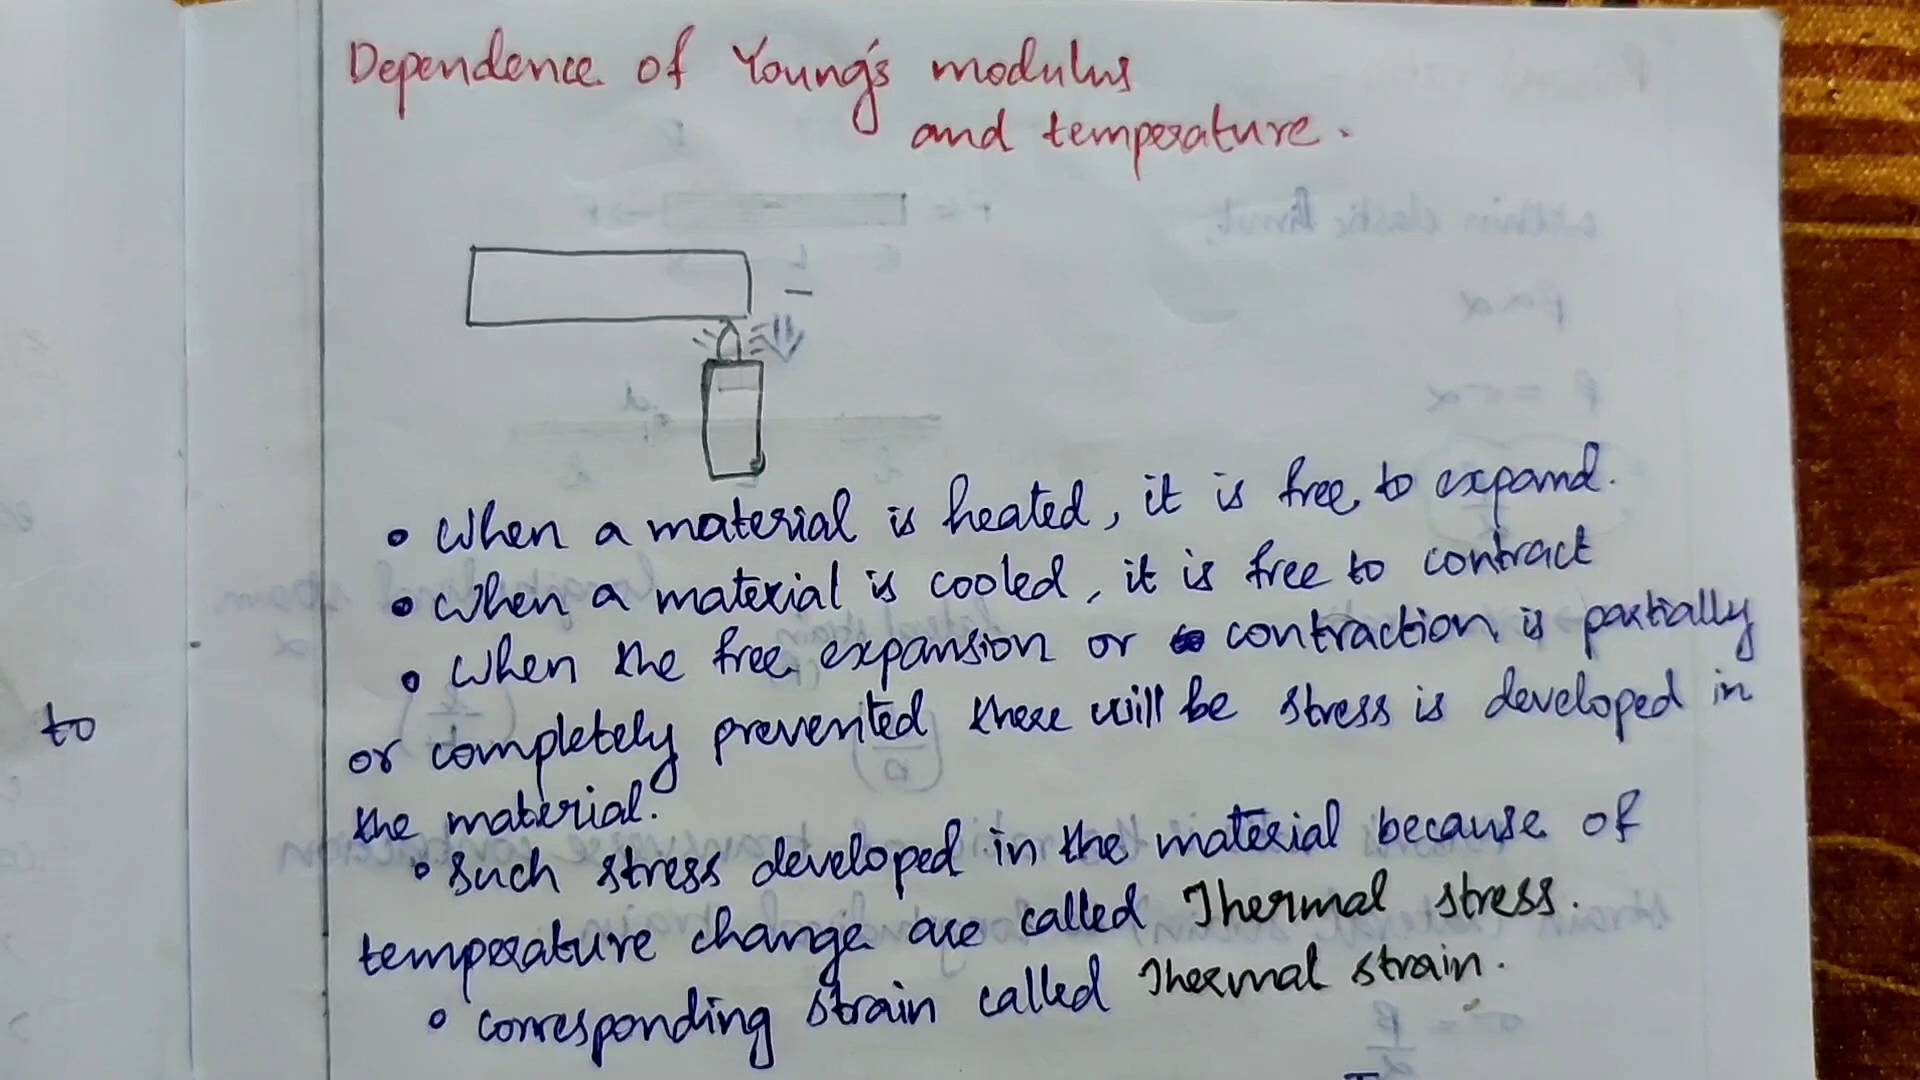 Dependence of Young's modulus
and temperature.
• When a material is heated, it is free to expand.
• When a material is cooled, it is free to contract
• When the free expansion or contraction is partially
or completely prevented there will be stress is developed in
the material.
• Such stress developed in the material because of
temperature change are called Thermal stress.
• corresponding strain called Thermal strain.
to